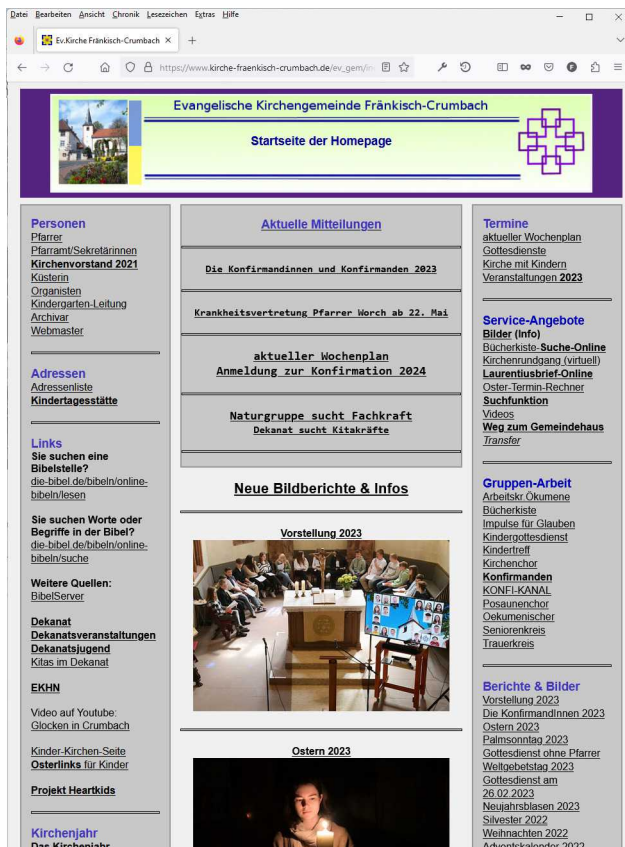 Datei Bearbeiten Ansicht Chronik Lesezeichen Extras Hilfe
Ev.Kirche Fränkisch-Crumbach
https://www.kirche-fraenkisch-crumbach.de/ev_gem/in
Evangelische Kirchengemeinde Fränkisch-Crumbach
Startseite der Homepage
Personen
Pfarrer
Pfarramt/Sekretärinnen
Kirchenvorstand 2021
Küsterin
Organisten
Kindergarten-Leitung
Archivar
Webmaster
Adressen
Adressenliste
Kindertagesstätte
Links
Sie suchen eine
Bibelstelle?
die-bibel.de/bibeln/online-
bibeln/lesen
Sie suchen Worte oder
Begriffe in der Bibel?
die-bibel.de/bibeln/online-
bibeln/suche
Weitere Quellen:
BibelServer
Dekanat
Dekanatsveranstaltungen
Dekanatsjugend
Kitas im Dekanat
EKHN
Video auf Youtube:
Glocken in Crumbach
Kinder-Kirchen-Seite
Osterlinks für Kinder
Projekt Heartkids
Kirchenjahr
Das Kirchenjahr
Aktuelle Mitteilungen
Die Konfirmandinnen und Konfirmanden 2023
Krankheitsvertretung Pfarrer Worch ab 22. Mai
aktueller Wochenplan
Anmeldung zur Konfirmation 2024
Naturgruppe sucht Fachkraft
Dekanat sucht Kitakräfte
Neue Bildberichte & Infos
Vorstellung 2023
Ostern 2023
Termine
aktueller Wochenplan
Gottesdienste
Kirche mit Kindern
Veranstaltungen 2023
Service-Angebote
Bilder (Info)
Bücherkiste-Suche-Online
Kirchenrundgang (virtuell)
Laurentiusbrief-Online
Oster-Termin-Rechner
Suchfunktion
Videos
Weg zum Gemeindehaus
Transfer
Gruppen-Arbeit
Arbeitskr.Ökumene
Bücherkiste
Impulse für Glauben
Kindergottesdienst
Kindertreff
Kirchenchor
Konfirmanden
KONFI-KANAL
Posaunenchor
Oekumenischer
Seniorenkreis
Trauerkreis
Berichte & Bilder
Vorstellung 2023
Die KonfirmandInnen 2023
Ostern 2023
Palmsonntag 2023
Gottesdienst ohne Pfarrer
Weltgebetstag 2023
Gottesdienst am
26.02.2023
Neujahrsblasen 2023
Silvester 2022
Weihnachten 2022
Adventskalender 2022